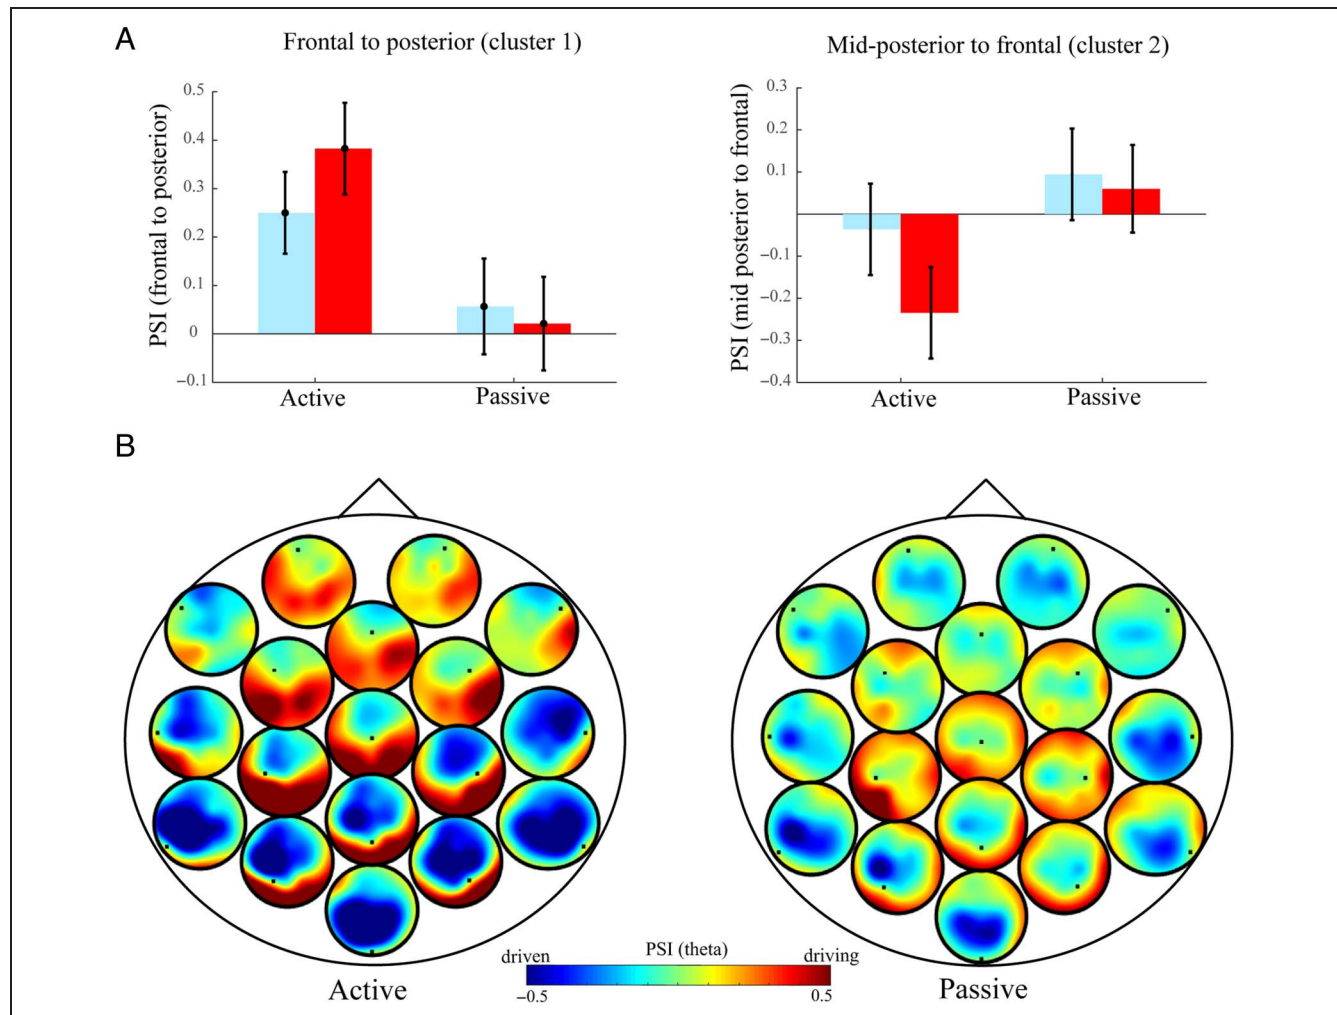 A
Frontal to posterior (cluster 1)
PSI (frontal to posterior)
0.5
0.4
0.3
0.2
0.1
0
−0.1
Active
Passive
Mid-posterior to frontal (cluster 2)
PSI (mid posterior to frontal)
0.3
0.2
0.1
−0.1
−0.2
−0.3
−0.4
Active
Passive
B
driven
PSI (theta)
driving
−0.5
0.5
Active
Passive